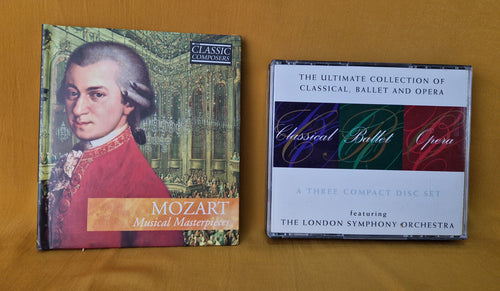 CLASSIC
COMPOSERS
MOZART
Musical Masterpieces
THE ULTIMATE COLLECTION OF
CLASSICAL, BALLET AND OPERA
Classical
Ballet
Opera
A THREE COMPACT DISC SET
featuring
THE LONDON SYMPHONY ORCHESTRA